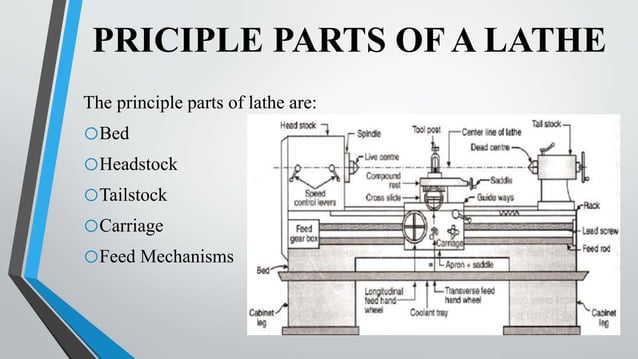 PRICIPLE PARTS OF A LATHE
The principle parts of lathe are:
Bed
Headstock
Tailstock
Carriage
Feed Mechanisms
Head stock
Spindle
Tool post
Center line of lathe
Tail stock
Dead centre
Live centre
Compound
rest
Saddle
Speed
control levers
Cross slide
Guide ways
Rack
Feed
gear box
Lead screw
Carriage
Feed rod
Bed
= Apron + saddle
Longitudinal
feed hand
wheel
Transverse feed
hand wheel
Coolant tray
Cabinet
leg
Cabinet
leg